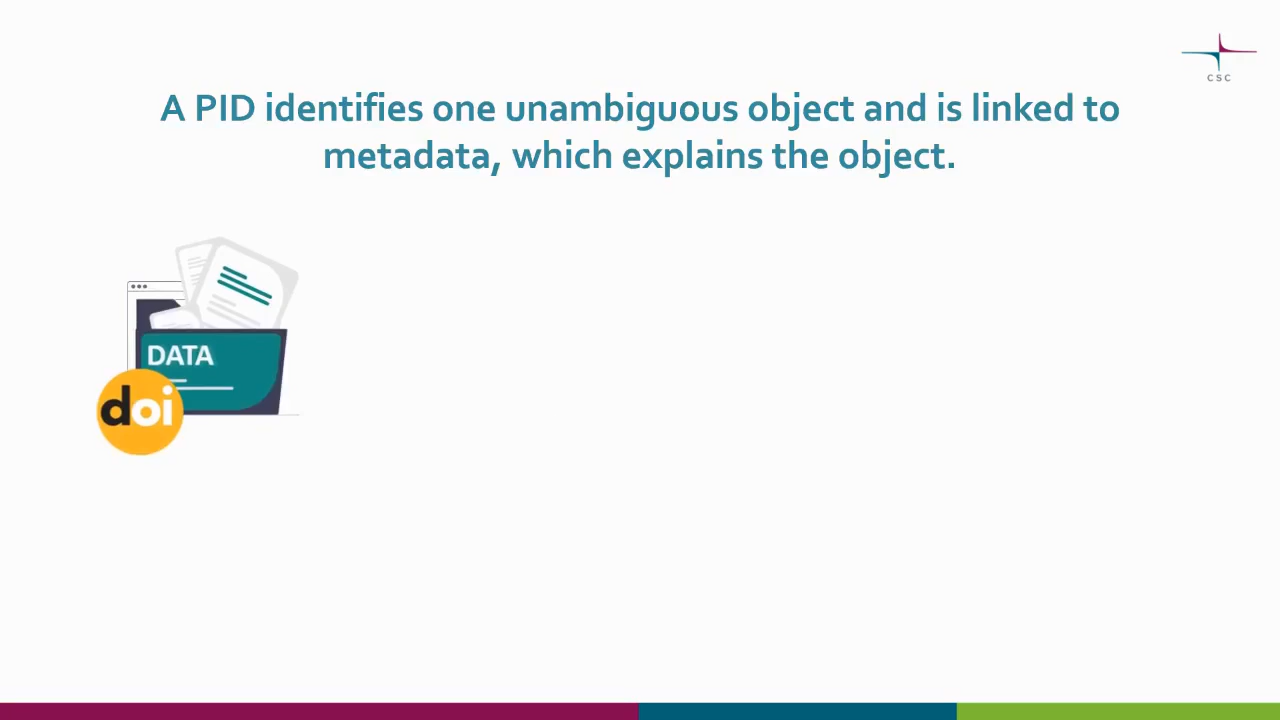 CSC
A PID identifies one unambiguous object and is linked to
metadata, which explains the object.
DATA
doi